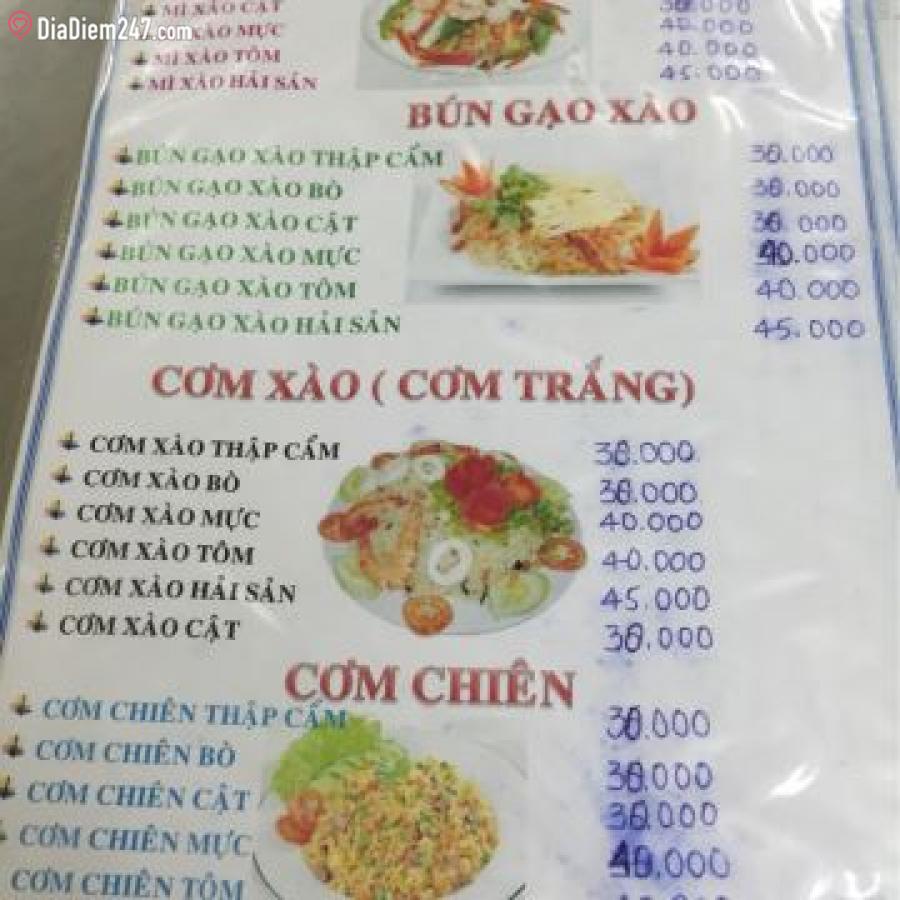 DiaDiem247.com
MÌ XÀO CẬT
XÀO MỰC 40.000
MÌ XÀO TÔM 40.000
MÌ XÀO HẢI SẢN 45.000
BÚN GẠO XÀO
BÚN GẠO XÀO THẬP CẨM 38.000
BÚN GẠO XÀO BÒ 38.000
BÚN GẠO XÀO CẬT 38.000
BÚN GẠO XÀO MỰC 40.000
BÚN GẠO XÀO TÔM 40.000
BÚN GẠO XÀO HẢI SẢN 45.000
CƠM XÀO ( CƠM TRẮNG)
CƠM XÀO THẬP CẨM 38.000
CƠM XÀO BÒ 38.000
CƠM XÀO MỰC 40.000
CƠM XÀO TÔM 40.000
CƠM XÀO HẢI SẢN 45.000
CƠM XÀO CẬT 38.000
CƠM CHIÊN
CƠM CHIÊN THẬP CẨM 38.000
CƠM CHIÊN BÒ 38.000
CƠM CHIÊN CẬT 38.000
CƠM CHIÊN MỰC 40,000
CƠM CHIÊN TÔM